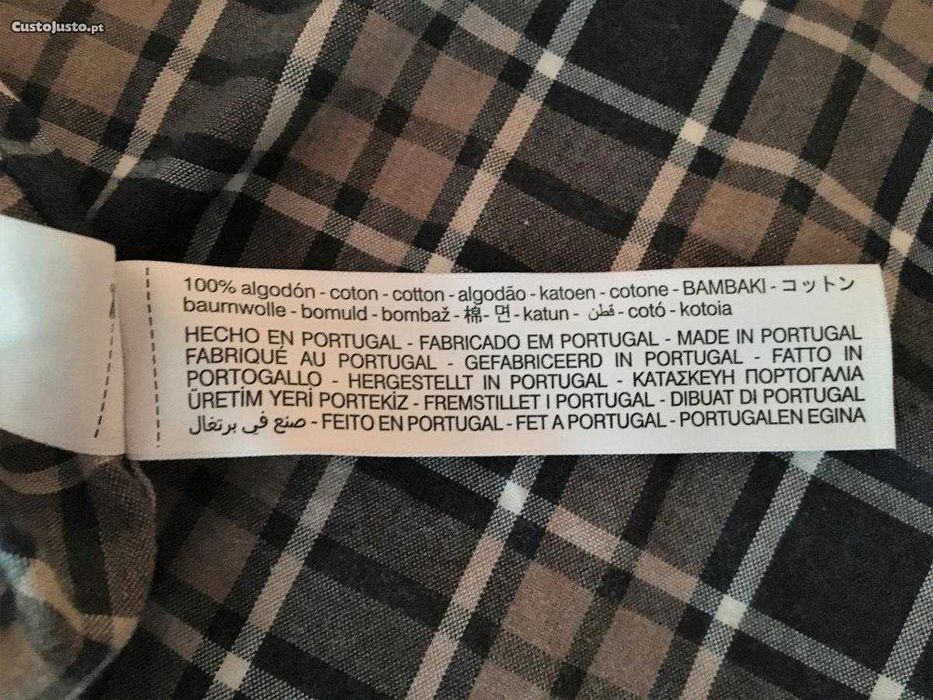 CustoJusto.pt
100% algodón - coton - cotton - algodão - katoen - cotone - BAMBAKI - コットン
baumwolle - bomuld - bombaž - 棉 - 면 - katun - قطن - cotó - kotoia
HECHO EN PORTUGAL - FABRICADO EM PORTUGAL - MADE IN PORTUGAL
FABRIQUÉ AU PORTUGAL - GEFABRICEERD IN PORTUGAL - FATTO IN
PORTOGALLO - HERGESTELLT IN PORTUGAL - ΚΑΤΑΣΚΕΥΗ ΠΟΡΤΟΓΑΛΙΑ
ÜRETİM YERİ PORTEKİZ - FREMSTILLET I PORTUGAL - DIBUAT DI PORTUGAL
صنع في برتغال - FEITO EN PORTUGAL - FET A PORTUGAL - PORTUGALEN EGINA